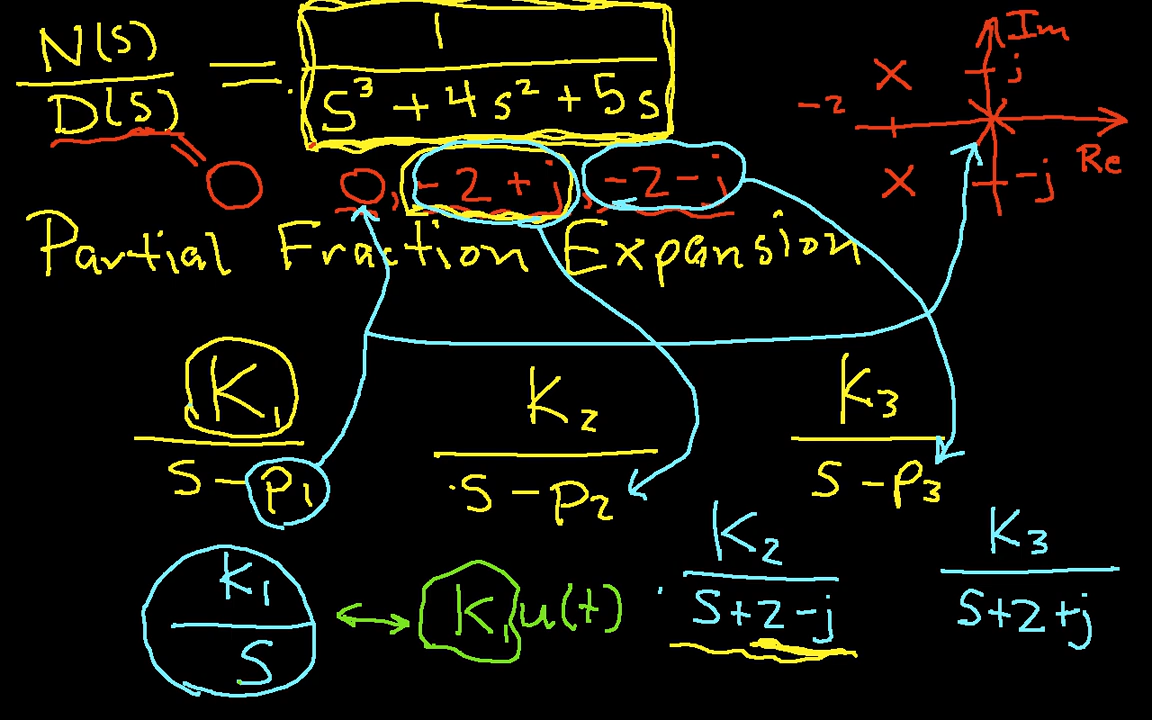 N(s) / D(s) = 1 / (s³ + 4s² + 5s)
= 0
0, -2+j, -2-j
Im
j
-2
Re
-j
Partial Fraction Expansion
K₁ / (s - p₁)
K₂ / (s - p₂)
K₃ / (s - p₃)
K₁ / s ↔ K₁u(t)
K₂ / (s+2-j)
K₃ / (s+2+j)